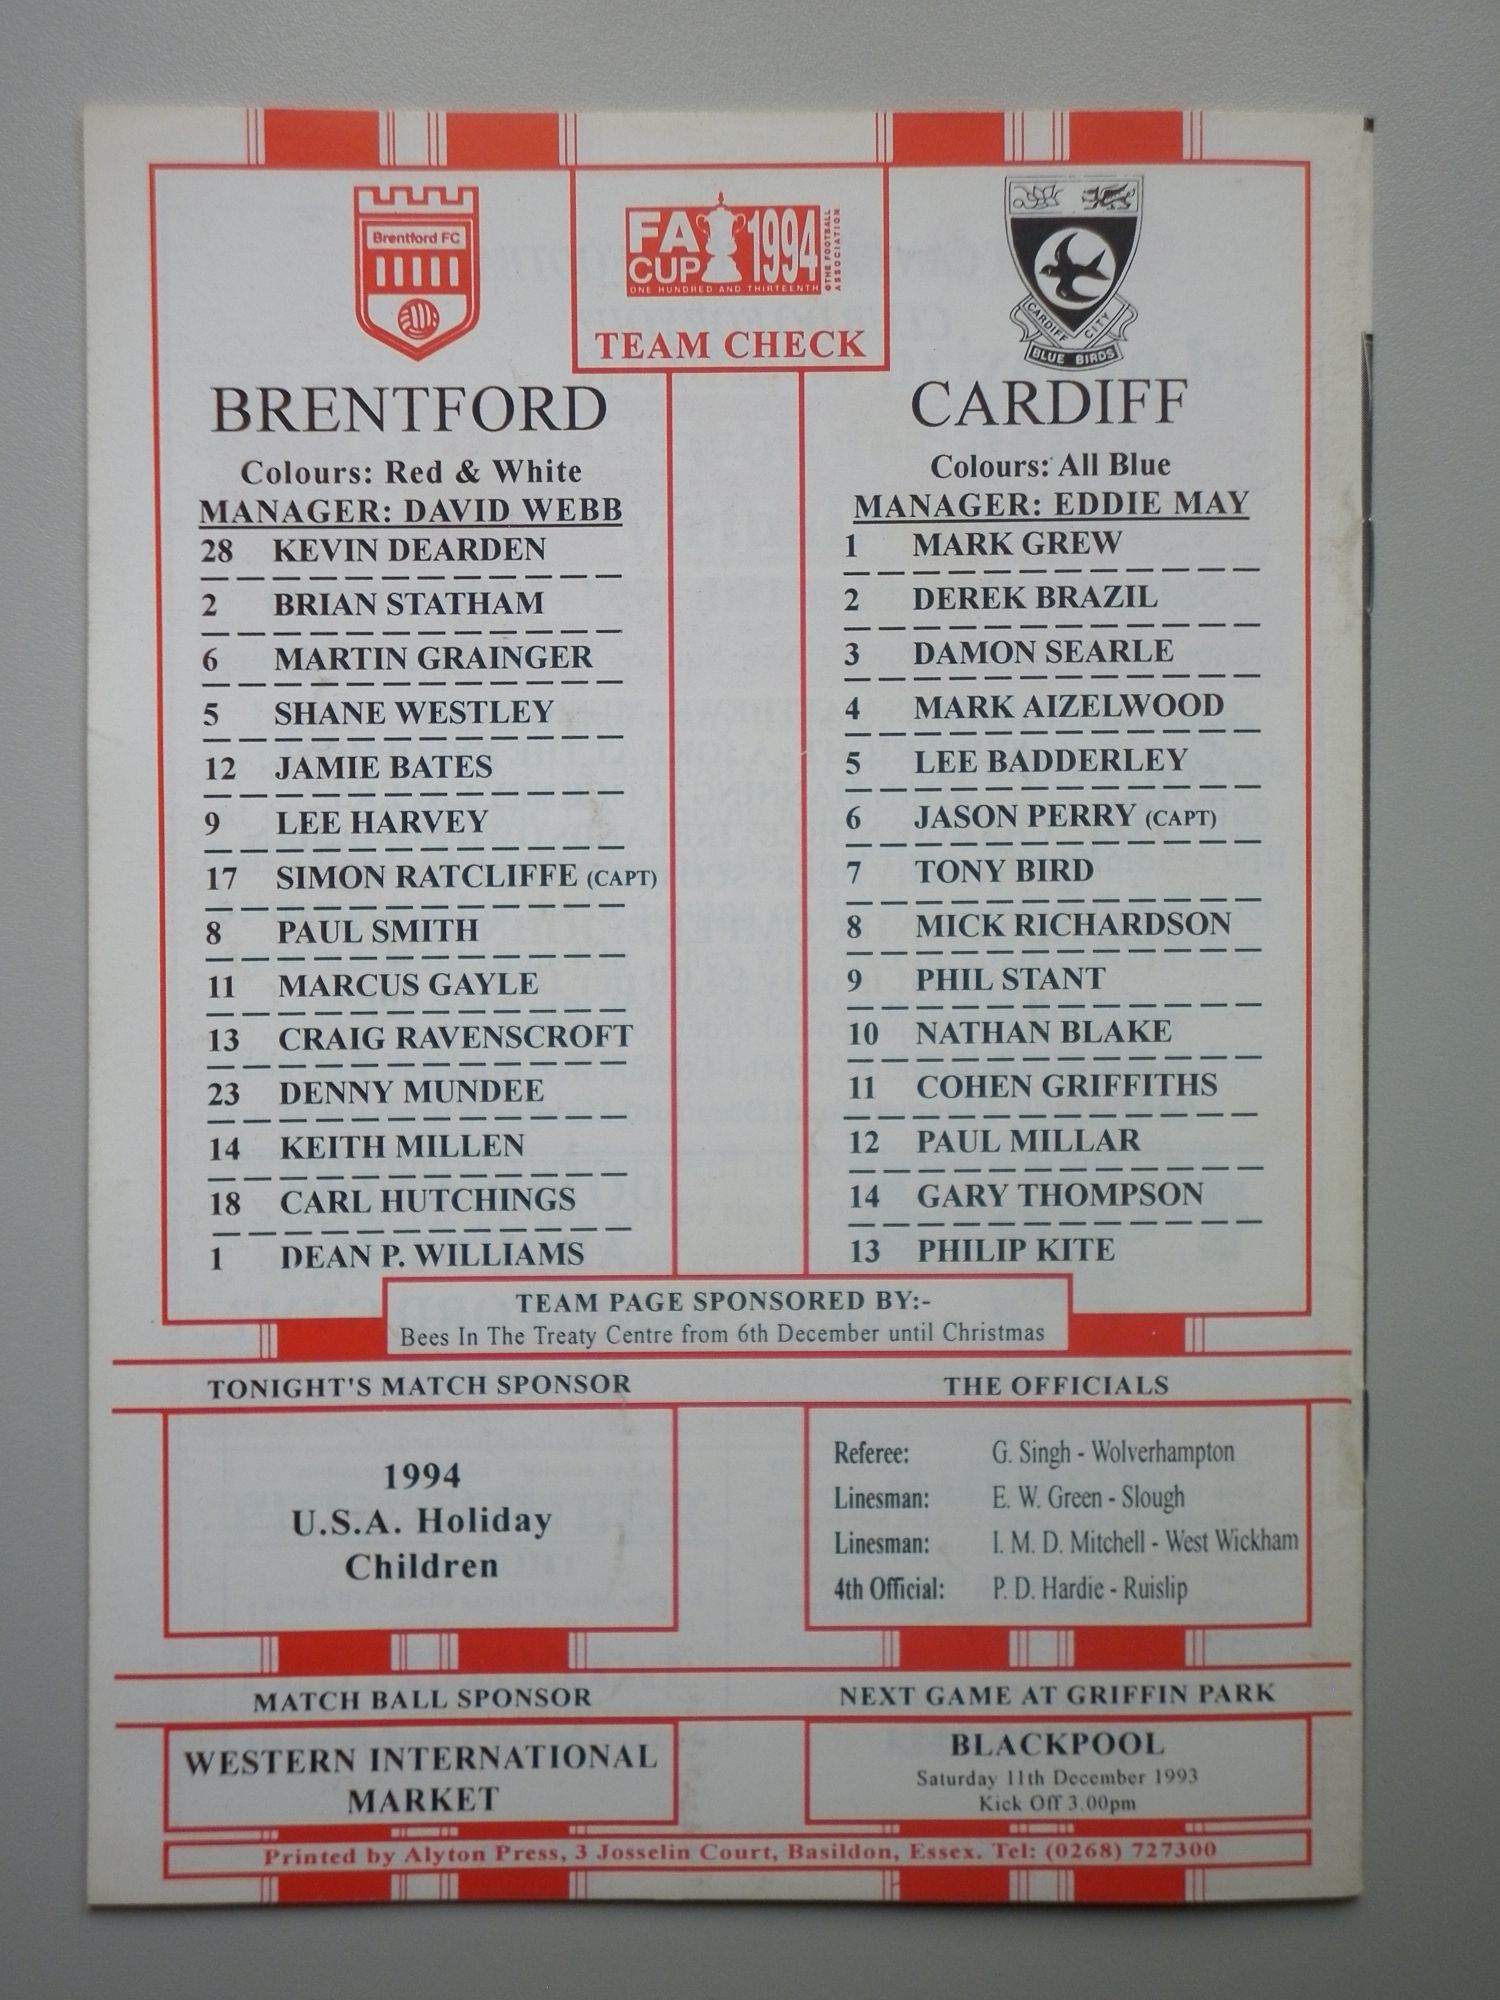 Brentford FC
FA CUP 1994
ONE HUNDRED AND THIRTEENTH
©THE FOOTBALL ASSOCIATION
TEAM CHECK
CARDIFF CITY
BLUE BIRDS
BRENTFORD
Colours: Red & White
MANAGER: DAVID WEBB
28 KEVIN DEARDEN
2 BRIAN STATHAM
6 MARTIN GRAINGER
5 SHANE WESTLEY
12 JAMIE BATES
9 LEE HARVEY
17 SIMON RATCLIFFE (CAPT)
8 PAUL SMITH
11 MARCUS GAYLE
13 CRAIG RAVENSCROFT
23 DENNY MUNDEE
14 KEITH MILLEN
18 CARL HUTCHINGS
1 DEAN P. WILLIAMS
CARDIFF
Colours: All Blue
MANAGER: EDDIE MAY
1 MARK GREW
2 DEREK BRAZIL
3 DAMON SEARLE
4 MARK AIZELWOOD
5 LEE BADDERLEY
6 JASON PERRY (CAPT)
7 TONY BIRD
8 MICK RICHARDSON
9 PHIL STANT
10 NATHAN BLAKE
11 COHEN GRIFFITHS
12 PAUL MILLAR
14 GARY THOMPSON
13 PHILIP KITE
TEAM PAGE SPONSORED BY:-
Bees In The Treaty Centre from 6th December until Christmas
TONIGHT'S MATCH SPONSOR
1994
U.S.A. Holiday
Children
THE OFFICIALS
Referee: G. Singh - Wolverhampton
Linesman: E. W. Green - Slough
Linesman: I. M. D. Mitchell - West Wickham
4th Official: P. D. Hardie - Ruislip
MATCH BALL SPONSOR
WESTERN INTERNATIONAL
MARKET
NEXT GAME AT GRIFFIN PARK
BLACKPOOL
Saturday 11th December 1993
Kick Off 3.00pm
Printed by Alyton Press, 3 Josselin Court, Basildon, Essex. Tel: (0268) 727300